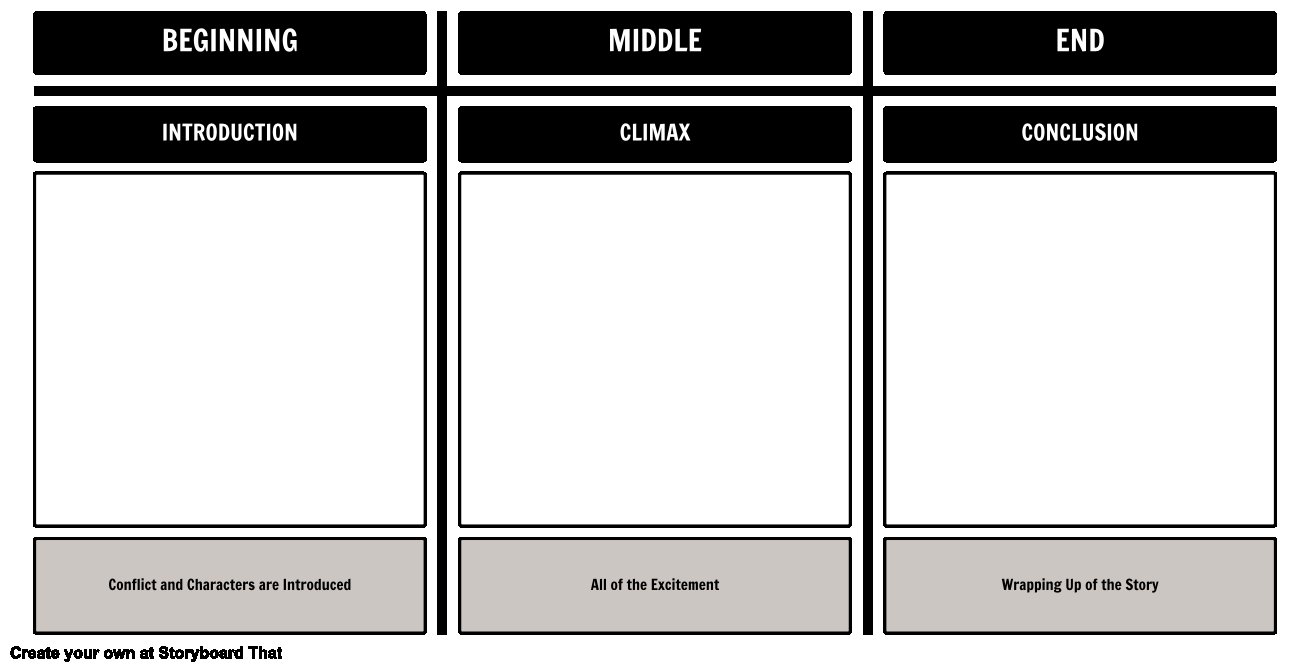 BEGINNING
MIDDLE
END
INTRODUCTION
CLIMAX
CONCLUSION
Conflict and Characters are Introduced
All of the Excitement
Wrapping Up of the Story
Create your own at Storyboard That